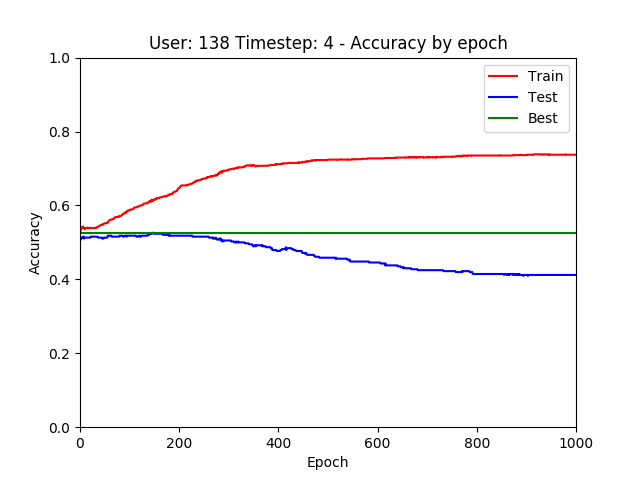 User: 138 Timestep: 4 - Accuracy by epoch
1.0
0.8
0.6
0.4
0.2
0.0
Accuracy
Train
Test
Best
0 200 400 600 800 1000
Epoch